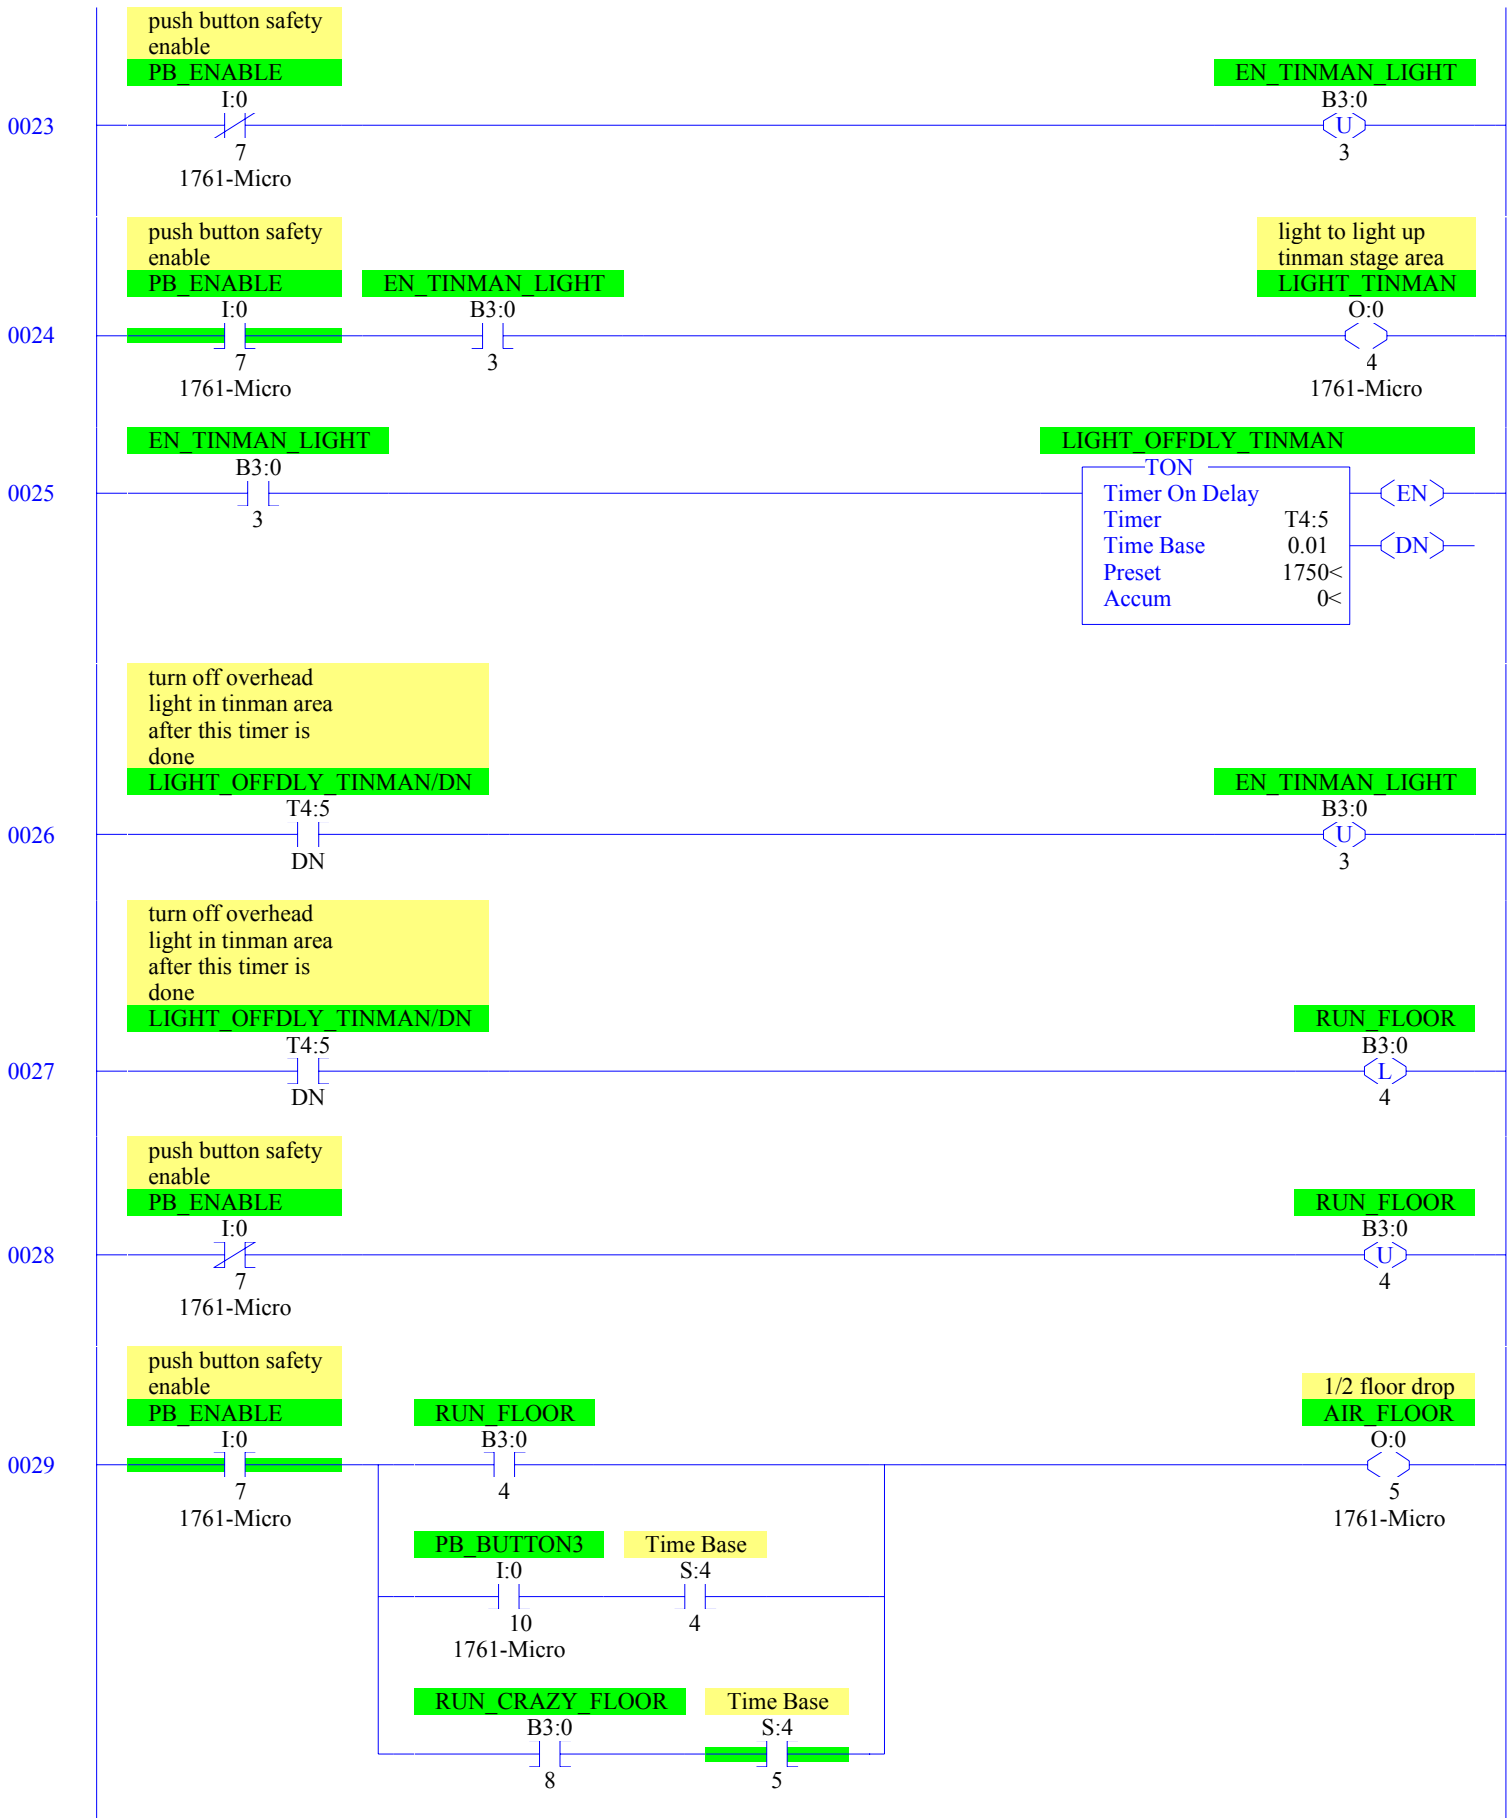 push button safety
enable
PB_ENABLE
I:0
7
1761-Micro
EN_TINMAN_LIGHT
B3:0
U
3
0023
push button safety
enable
PB_ENABLE
I:0
7
1761-Micro
EN_TINMAN_LIGHT
B3:0
3
light to light up
tinman stage area
LIGHT_TINMAN
O:0
4
1761-Micro
0024
EN_TINMAN_LIGHT
B3:0
3
LIGHT_OFFDLY_TINMAN
TON
Timer On Delay
Timer T4:5
Time Base 0.01
Preset 1750<
Accum 0<
EN
DN
0025
turn off overhead
light in tinman area
after this timer is
done
LIGHT_OFFDLY_TINMAN/DN
T4:5
DN
EN_TINMAN_LIGHT
B3:0
U
3
0026
turn off overhead
light in tinman area
after this timer is
done
LIGHT_OFFDLY_TINMAN/DN
T4:5
DN
RUN_FLOOR
B3:0
L
4
0027
push button safety
enable
PB_ENABLE
I:0
7
1761-Micro
RUN_FLOOR
B3:0
U
4
0028
push button safety
enable
PB_ENABLE
I:0
7
1761-Micro
RUN_FLOOR
B3:0
4
1/2 floor drop
AIR_FLOOR
O:0
5
1761-Micro
0029
PB_BUTTON3
I:0
10
1761-Micro
Time Base
S:4
4
RUN_CRAZY_FLOOR
B3:0
8
Time Base
S:4
5